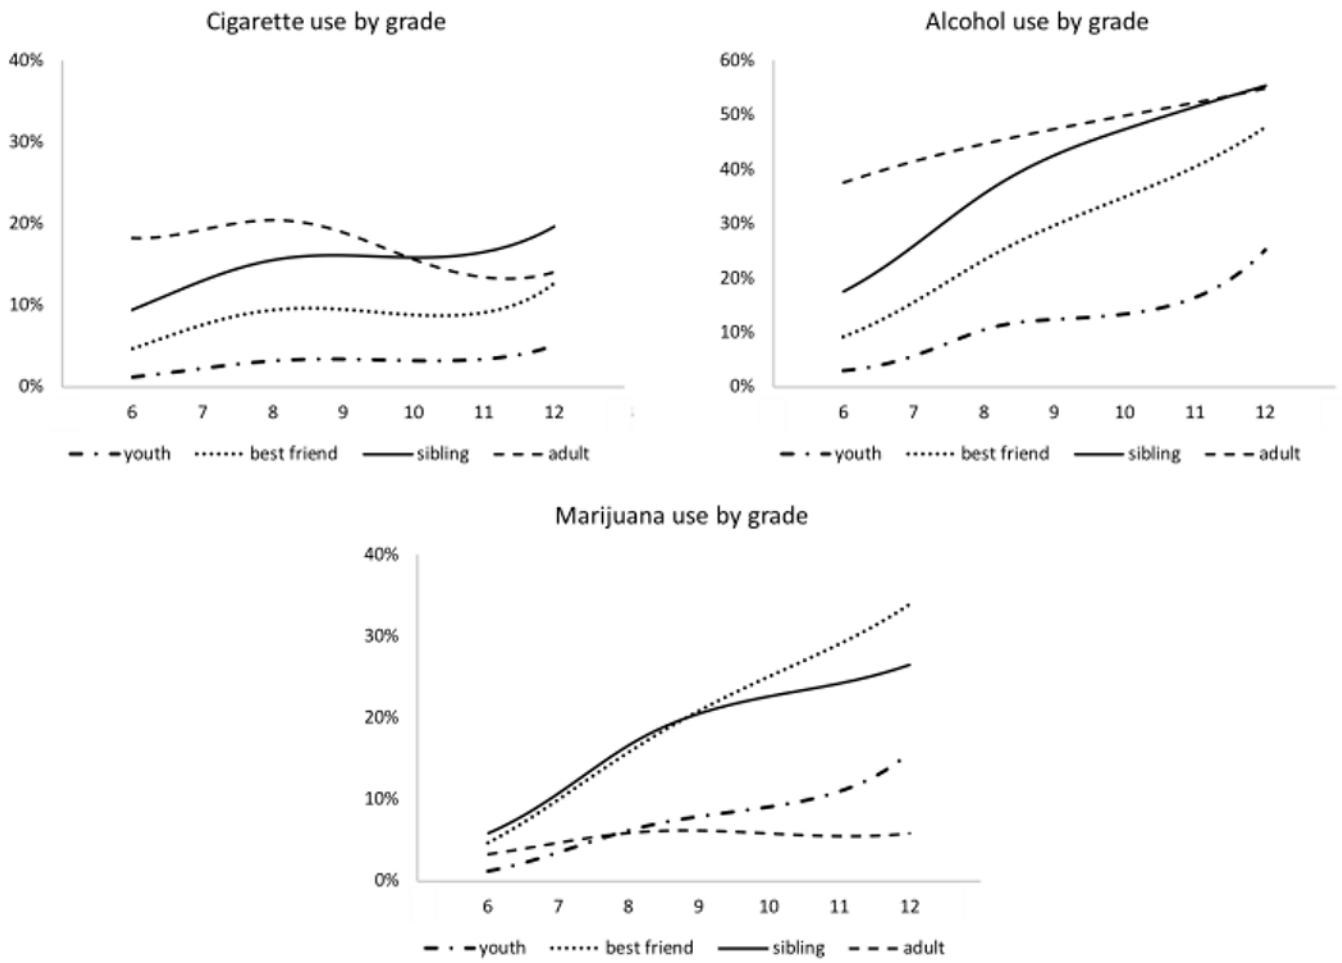 Cigarette use by grade
40%
30%
20%
10%
0%
6 7 8 9 10 11 12
youth best friend sibling adult
Alcohol use by grade
60%
50%
40%
30%
20%
10%
0%
6 7 8 9 10 11 12
youth best friend sibling adult
Marijuana use by grade
40%
30%
20%
10%
0%
6 7 8 9 10 11 12
youth best friend sibling adult